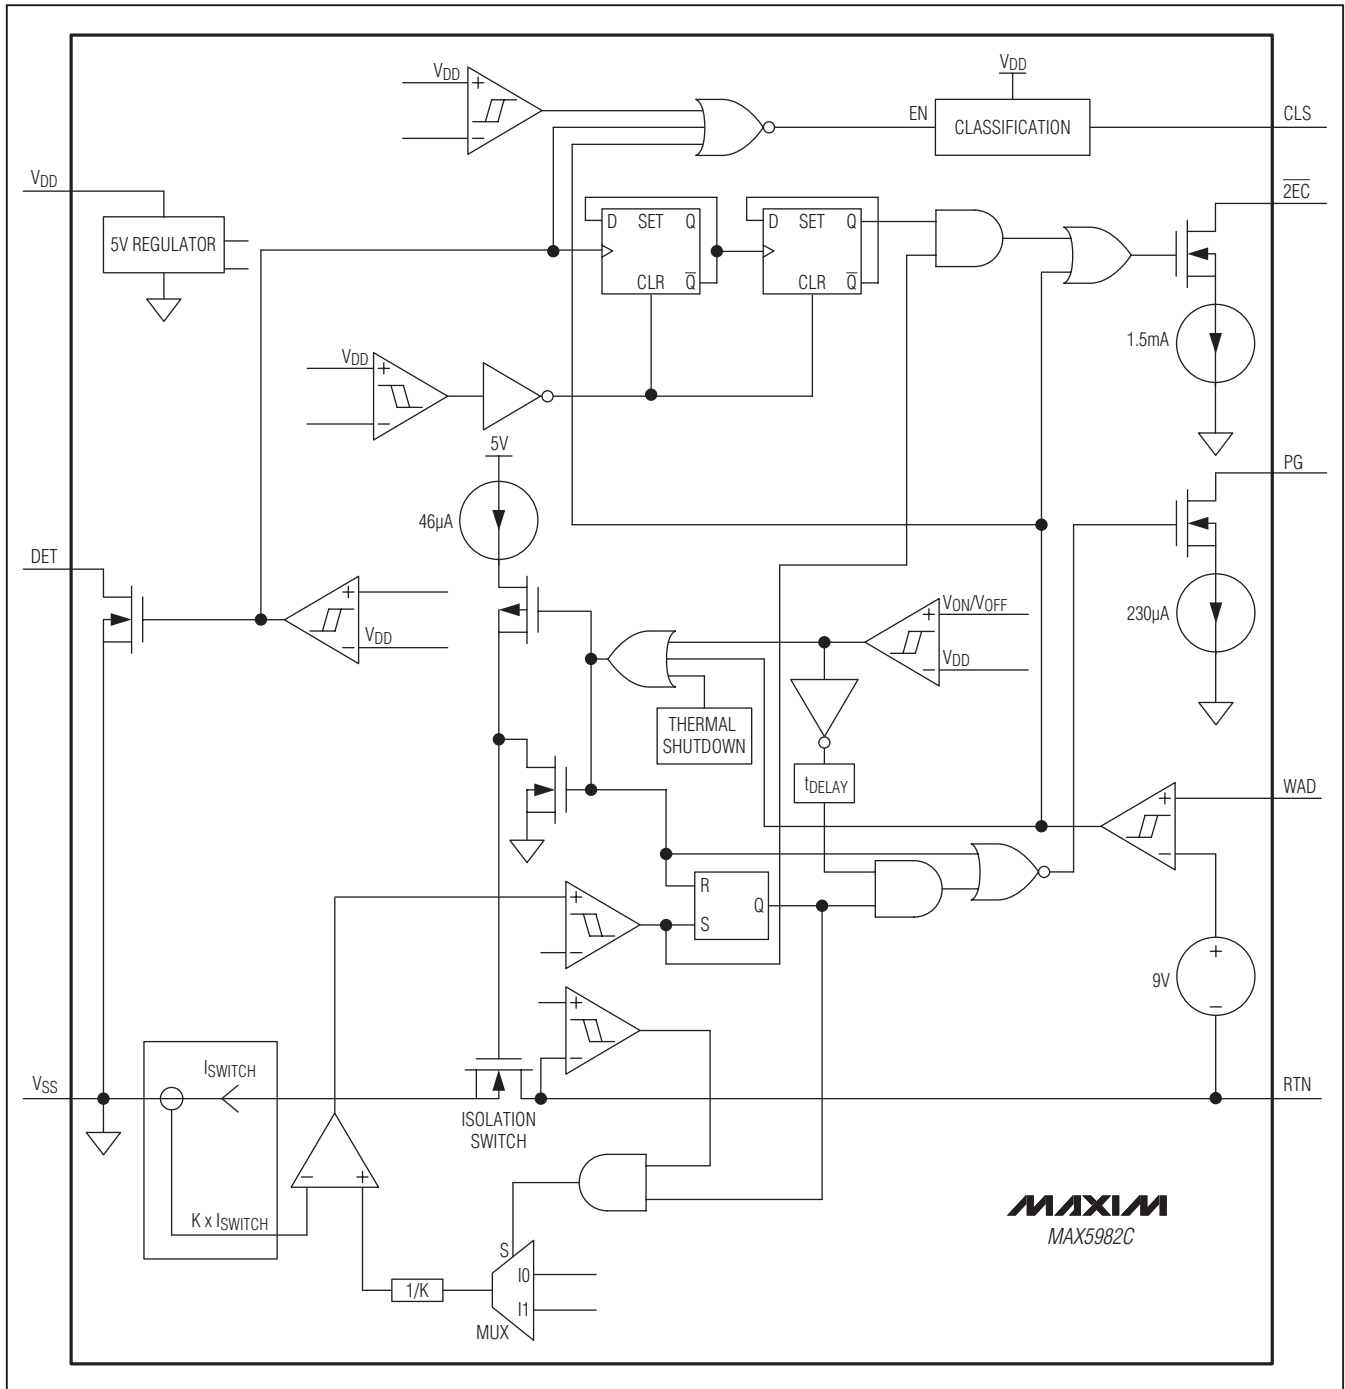 VDD
+
−
VDD
EN
CLASSIFICATION
CLS
VDD
5V REGULATOR
D SET Q
CLR Q̅
D SET Q
CLR Q̅
2̅E̅C̅
1.5mA
VDD
+
−
5V
46µA
PG
230µA
DET
+
VDD
−
VON/VOFF
+
−
VDD
THERMAL
SHUTDOWN
tDELAY
WAD
+
−
R
S
Q
+
−
9V
+
−
+
−
VSS
ISWITCH
ISOLATION
SWITCH
RTN
−
+
K x ISWITCH
1/K
S
I0
I1
MUX
MAXIM
MAX5982C